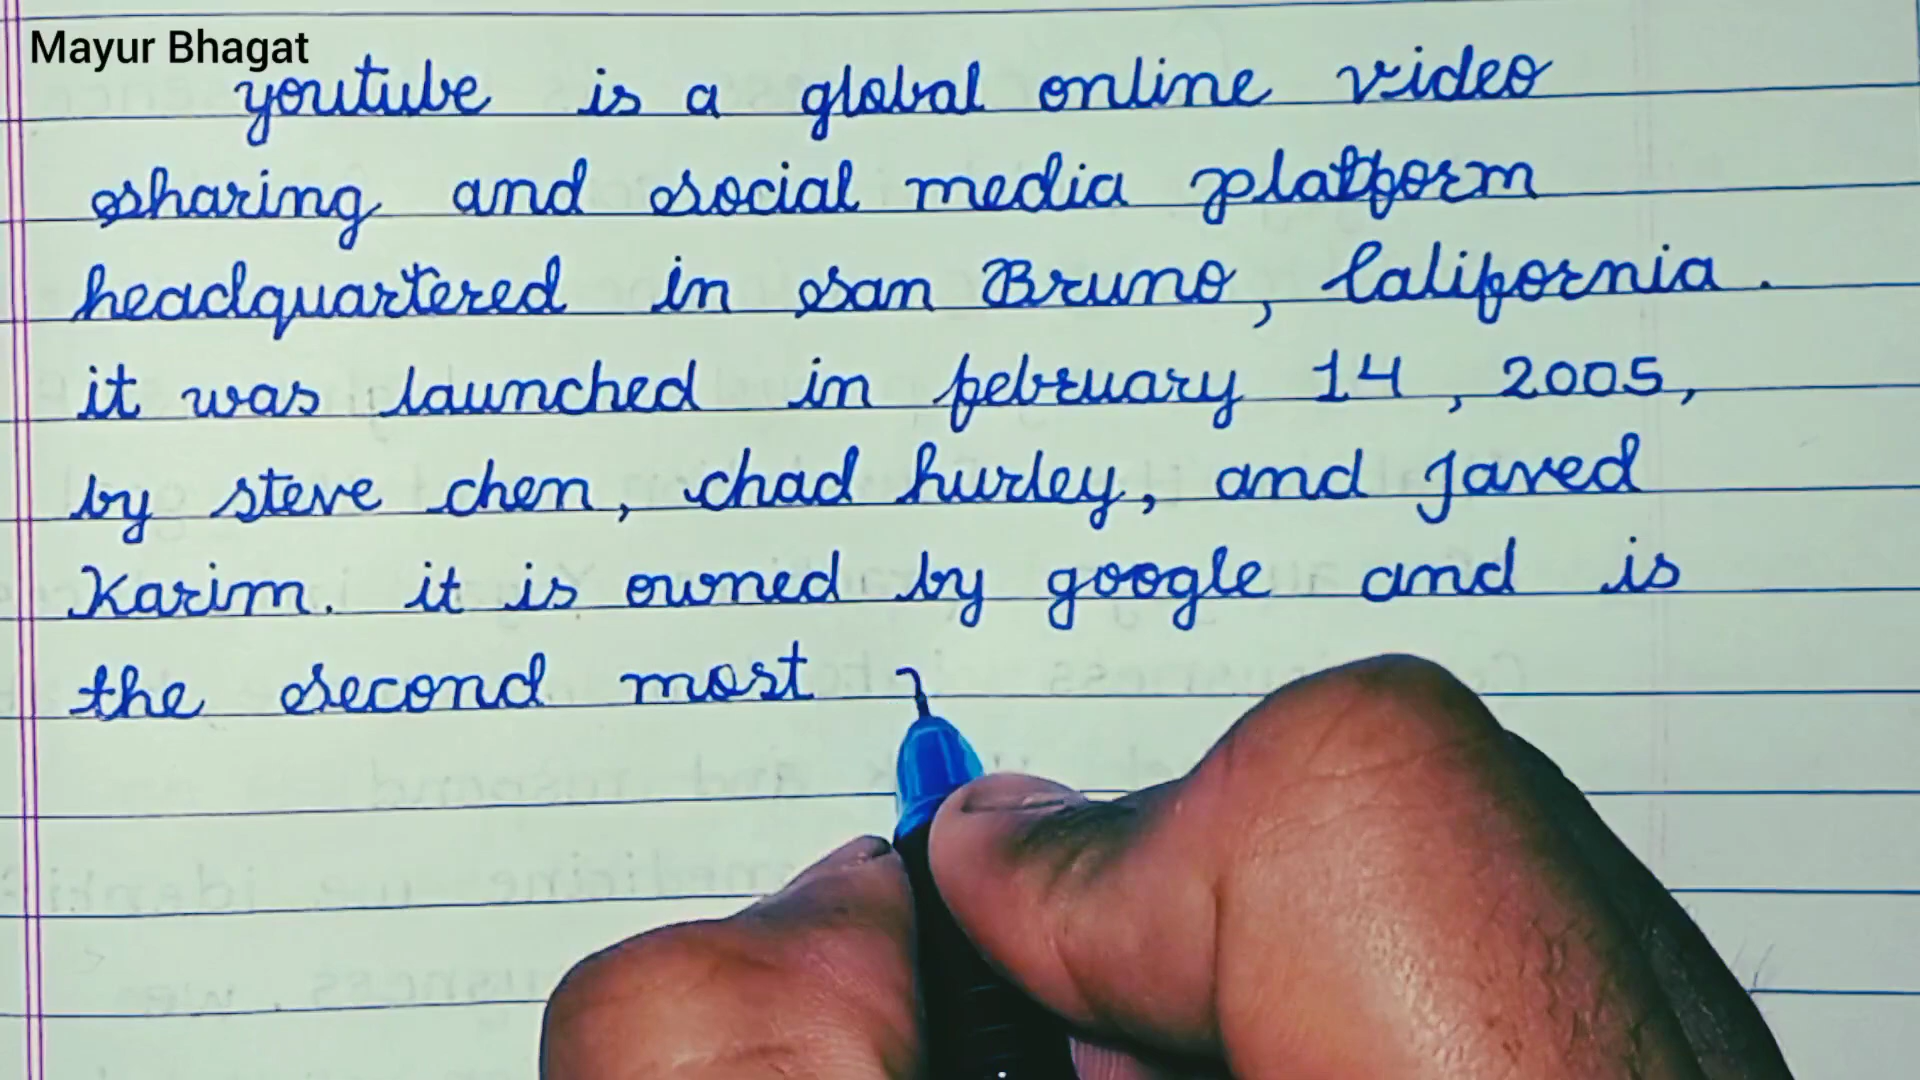 Mayur Bhagat
youtube is a global online video
sharing and social media platform
headquartered in san Bruno, California.
it was launched in february 14, 2005,
by steve chen, chad hurley, and Javed
Karim. it is owned by google and is
the second most